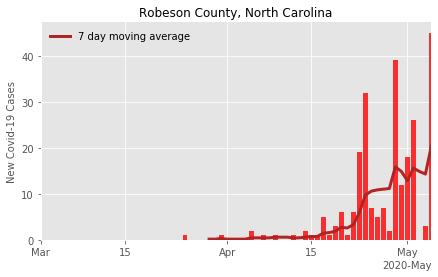 Robeson County, North Carolina
7 day moving average
New Covid-19 Cases
40
30
20
10
0
Mar
15
Apr
15
May
2020-May